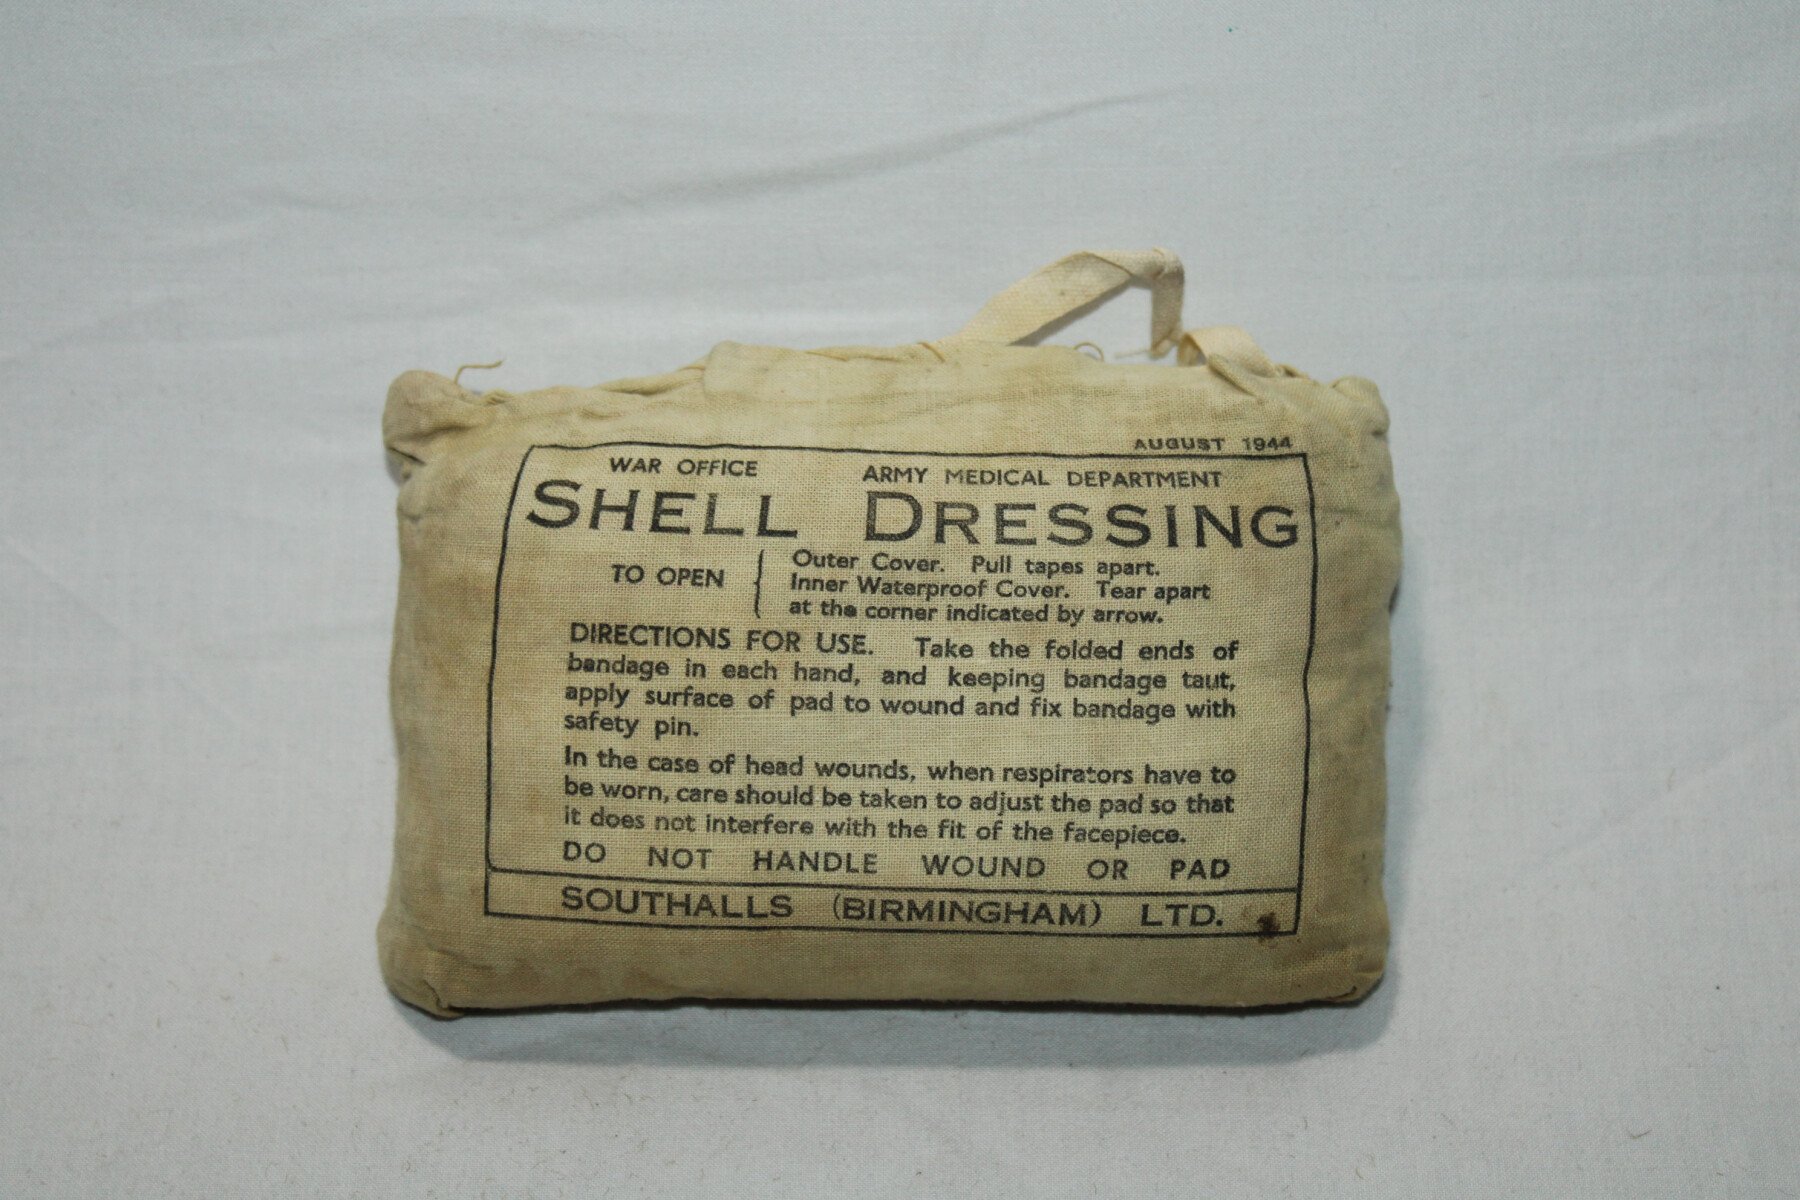 AUGUST 1944
WAR OFFICE ARMY MEDICAL DEPARTMENT
SHELL DRESSING
TO OPEN { Outer Cover. Pull tapes apart.
Inner Waterproof Cover. Tear apart
at the corner indicated by arrow.
DIRECTIONS FOR USE. Take the folded ends of
bandage in each hand, and keeping bandage taut,
apply surface of pad to wound and fix bandage with
safety pin.
In the case of head wounds, when respirators have to
be worn, care should be taken to adjust the pad so that
it does not interfere with the fit of the facepiece.
DO NOT HANDLE WOUND OR PAD
SOUTHALLS (BIRMINGHAM) LTD.